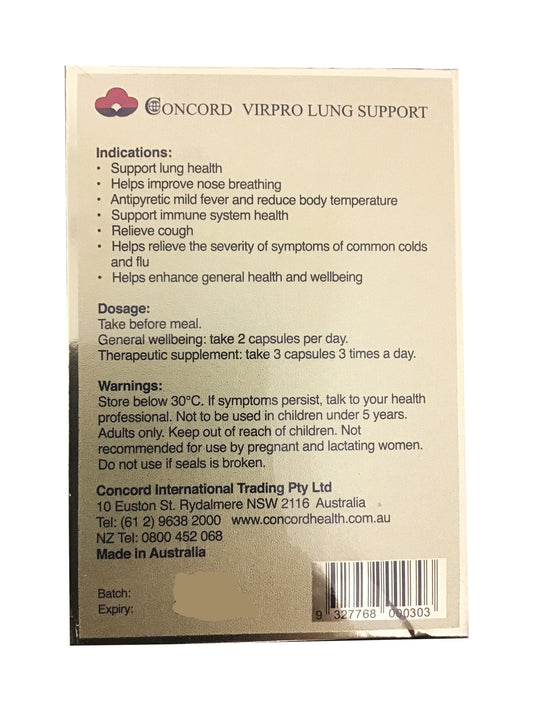 CONCORD VIRPRO LUNG SUPPORT
Indications:
• Support lung health
• Helps improve nose breathing
• Antipyretic mild fever and reduce body temperature
• Support immune system health
• Relieve cough
• Helps relieve the severity of symptoms of common colds
and flu
• Helps enhance general health and wellbeing
Dosage:
Take before meal.
General wellbeing: take 2 capsules per day.
Therapeutic supplement: take 3 capsules 3 times a day.
Warnings:
Store below 30°C. If symptoms persist, talk to your health
professional. Not to be used in children under 5 years.
Adults only. Keep out of reach of children. Not
recommended for use by pregnant and lactating women.
Do not use if seals is broken.
Concord International Trading Pty Ltd
10 Euston St. Rydalmere NSW 2116 Australia
Tel: (61 2) 9638 2000 www.concordhealth.com.au
NZ Tel: 0800 452 068
Made in Australia
Batch:
Expiry:
9 327768 000303